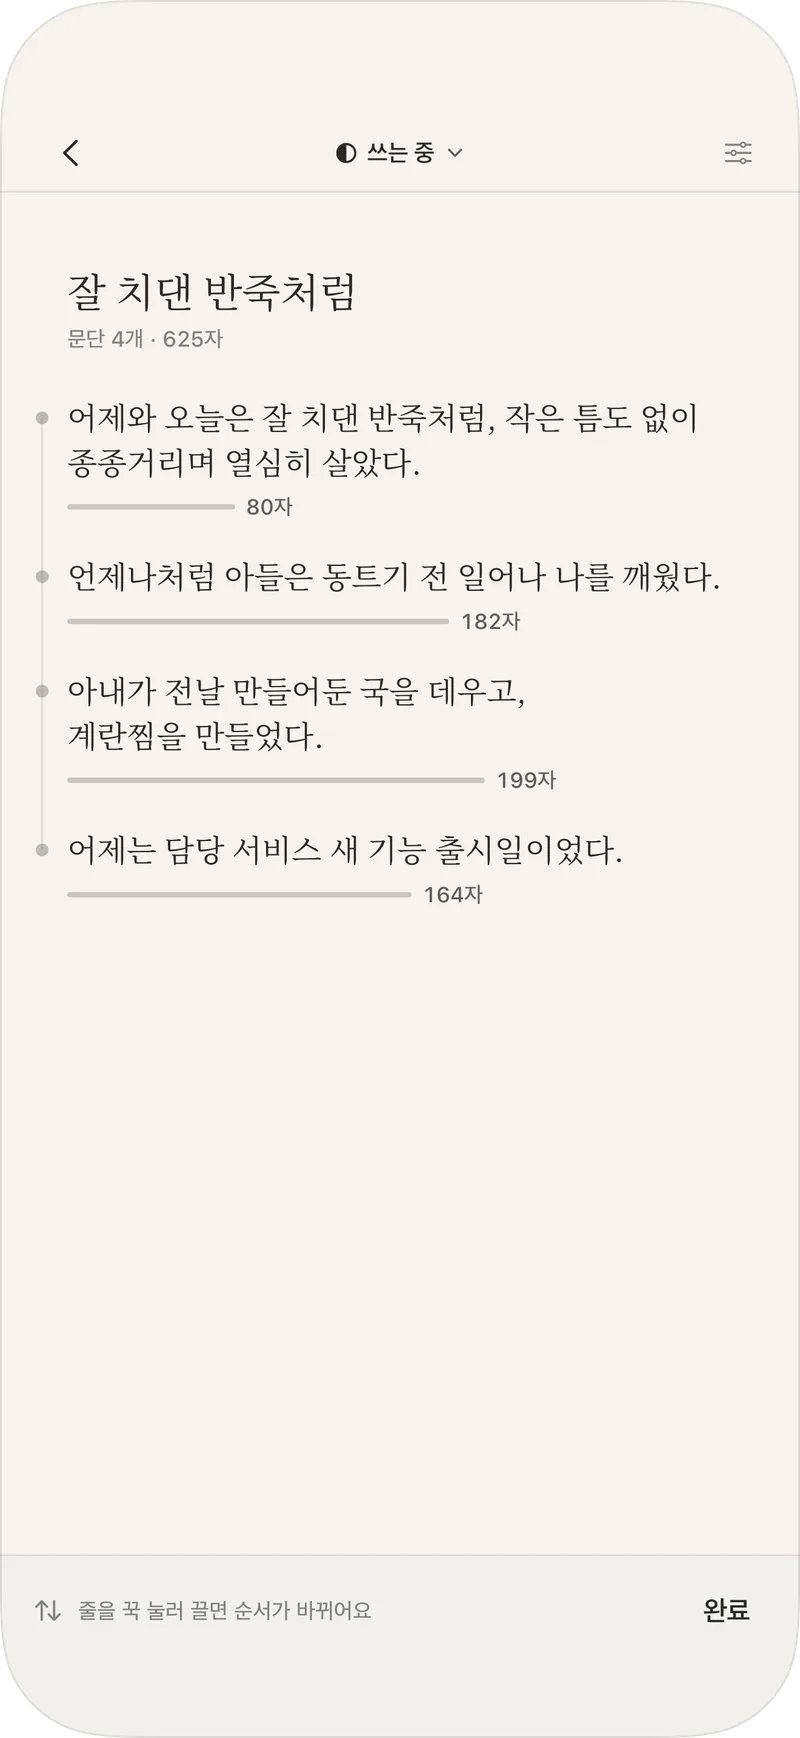 쓰는 중
잘 치댄 반죽처럼
문단 4개 · 625자
어제와 오늘은 잘 치댄 반죽처럼, 작은 틈도 없이
종종거리며 열심히 살았다.
80자
언제나처럼 아들은 동트기 전 일어나 나를 깨웠다.
182자
아내가 전날 만들어둔 국을 데우고,
계란찜을 만들었다.
199자
어제는 담당 서비스 새 기능 출시일이었다.
164자
줄을 꾹 눌러 끌면 순서가 바뀌어요
완료